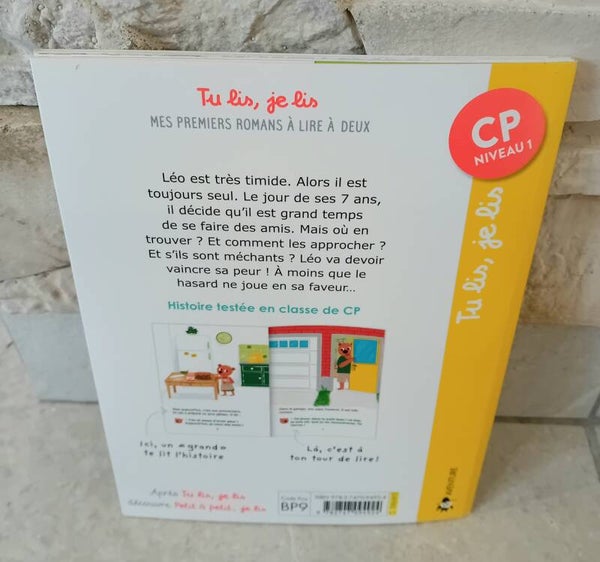 Tu lis, je lis
MES PREMIERS ROMANS À LIRE À DEUX
CP
NIVEAU 1
Léo est très timide. Alors il est
toujours seul. Le jour de ses 7 ans,
il décide qu'il est grand temps
de se faire des amis. Mais où en
trouver ? Et comment les approcher ?
Et s'ils sont méchants ? Léo va devoir
vaincre sa peur ! À moins que le
hasard ne joue en sa faveur...
Histoire testée en classe de CP
Ici, un «grand»
te lit l'histoire
Là, c'est à
ton tour de lire!
Après Tu lis, je lis
découvre Petit à petit, je lis
Code Prix
BP9
ISBN
Tu lis, je lis
AVENTURE